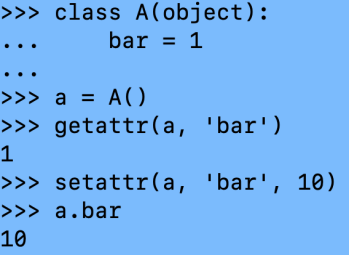 >>> class A(object):
...     bar = 1
...
>>> a = A()
>>> getattr(a, 'bar')
1
>>> setattr(a, 'bar', 10)
>>> a.bar
10